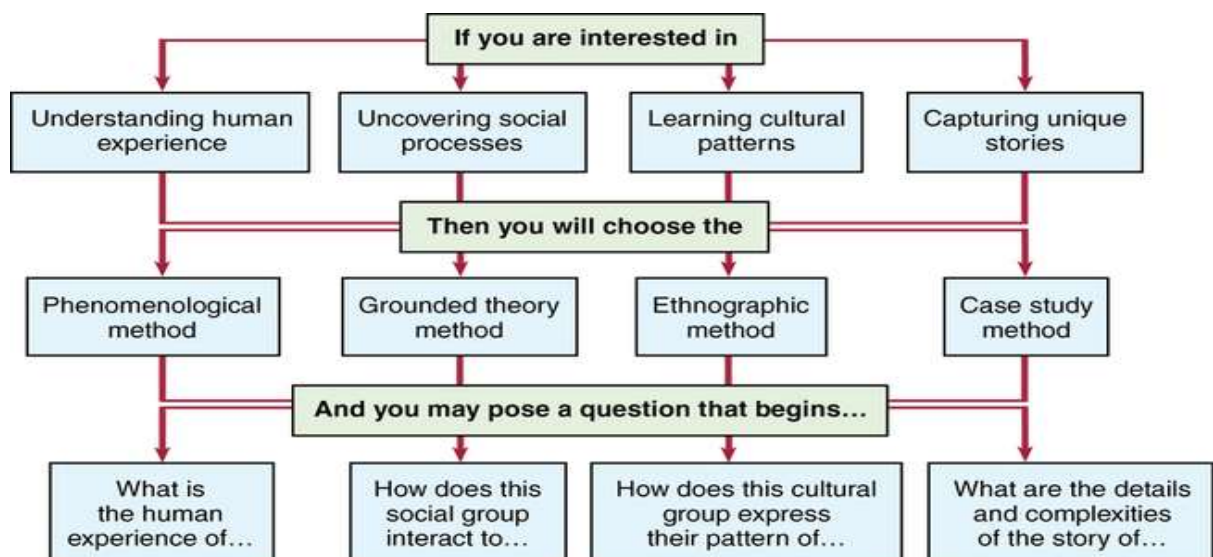 If you are interested in
Understanding human
experience
Uncovering social
processes
Learning cultural
patterns
Capturing unique
stories
Then you will choose the
Phenomenological
method
Grounded theory
method
Ethnographic
method
Case study
method
And you may pose a question that begins...
What is
the human
experience of...
How does this
social group
interact to...
How does this cultural
group express
their pattern of...
What are the details
and complexities
of the story of...